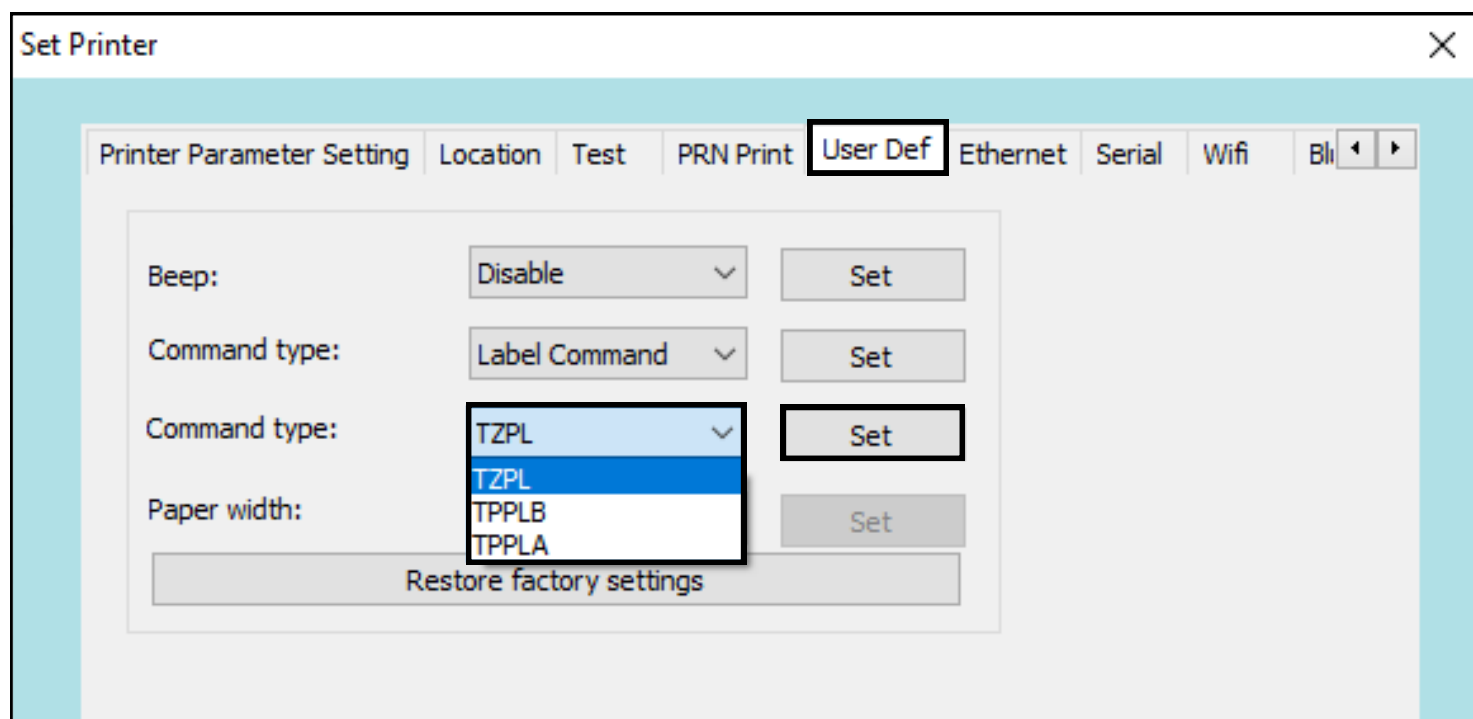 Set Printer
Printer Parameter Setting Location Test PRN Print User Def Ethernet Serial Wifi
Beep: Disable Set
Command type: Label Command Set
Command type: TZPL Set
TZPL
Paper width: TPPLB Set
TPPLA
Restore factory settings